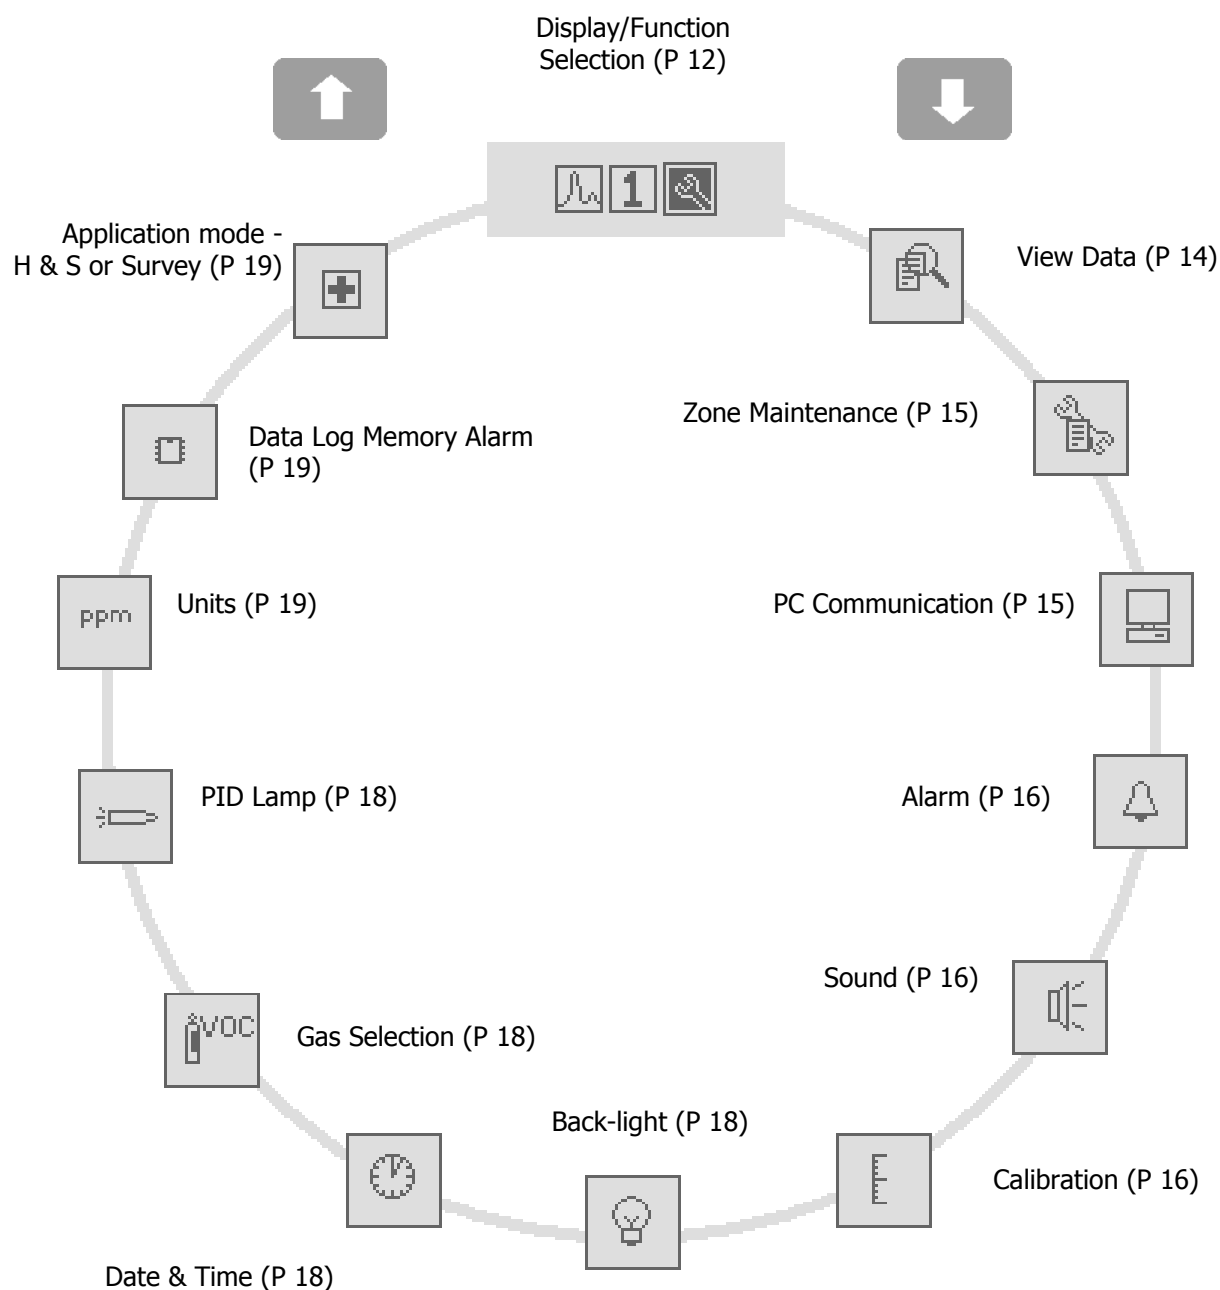 Display/Function
Selection (P 12)
1
Application mode -
H & S or Survey (P 19)
View Data (P 14)
Zone Maintenance (P 15)
Data Log Memory Alarm
(P 19)
ppm
Units (P 19)
PC Communication (P 15)
PID Lamp (P 18)
Alarm (P 16)
Sound (P 16)
VOC
Gas Selection (P 18)
Back-light (P 18)
Calibration (P 16)
Date & Time (P 18)